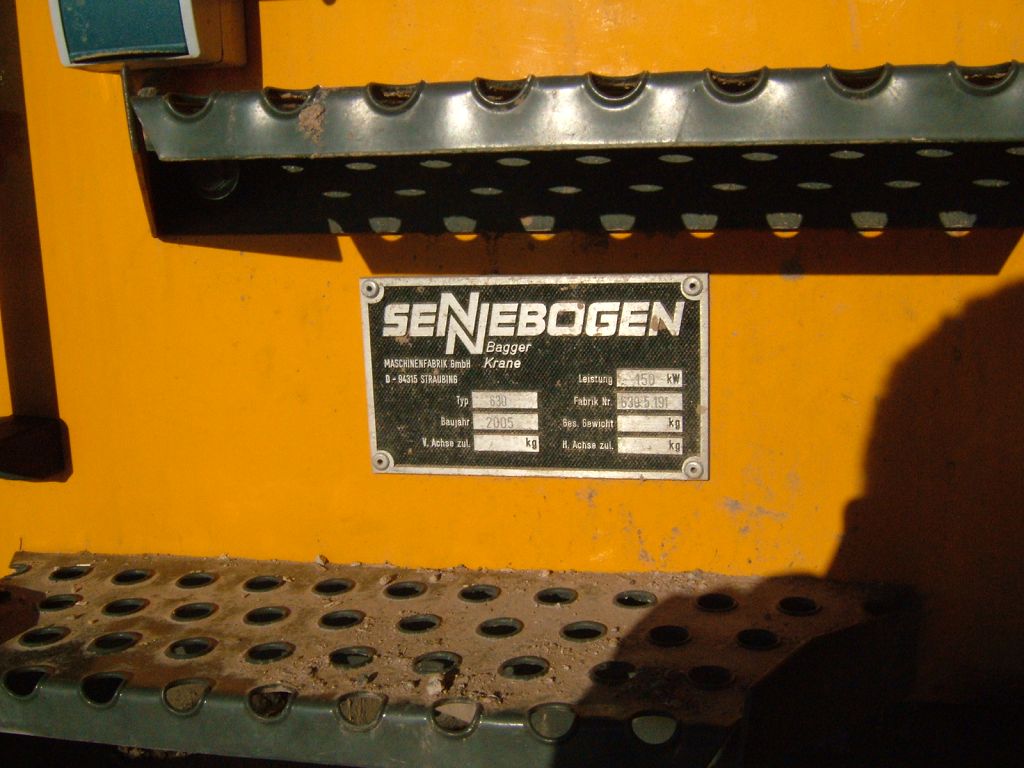 SENNEBOGEN
Bagger
Krane
MASCHINENFABRIK GmbH
D - 94315 STRAUBING
Leistung 150 kW
Typ 630
Fabrik Nr. 630.5.191
Baujahr 2005
Ges. Gewicht kg
V. Achse zul. kg
H. Achse zul. kg